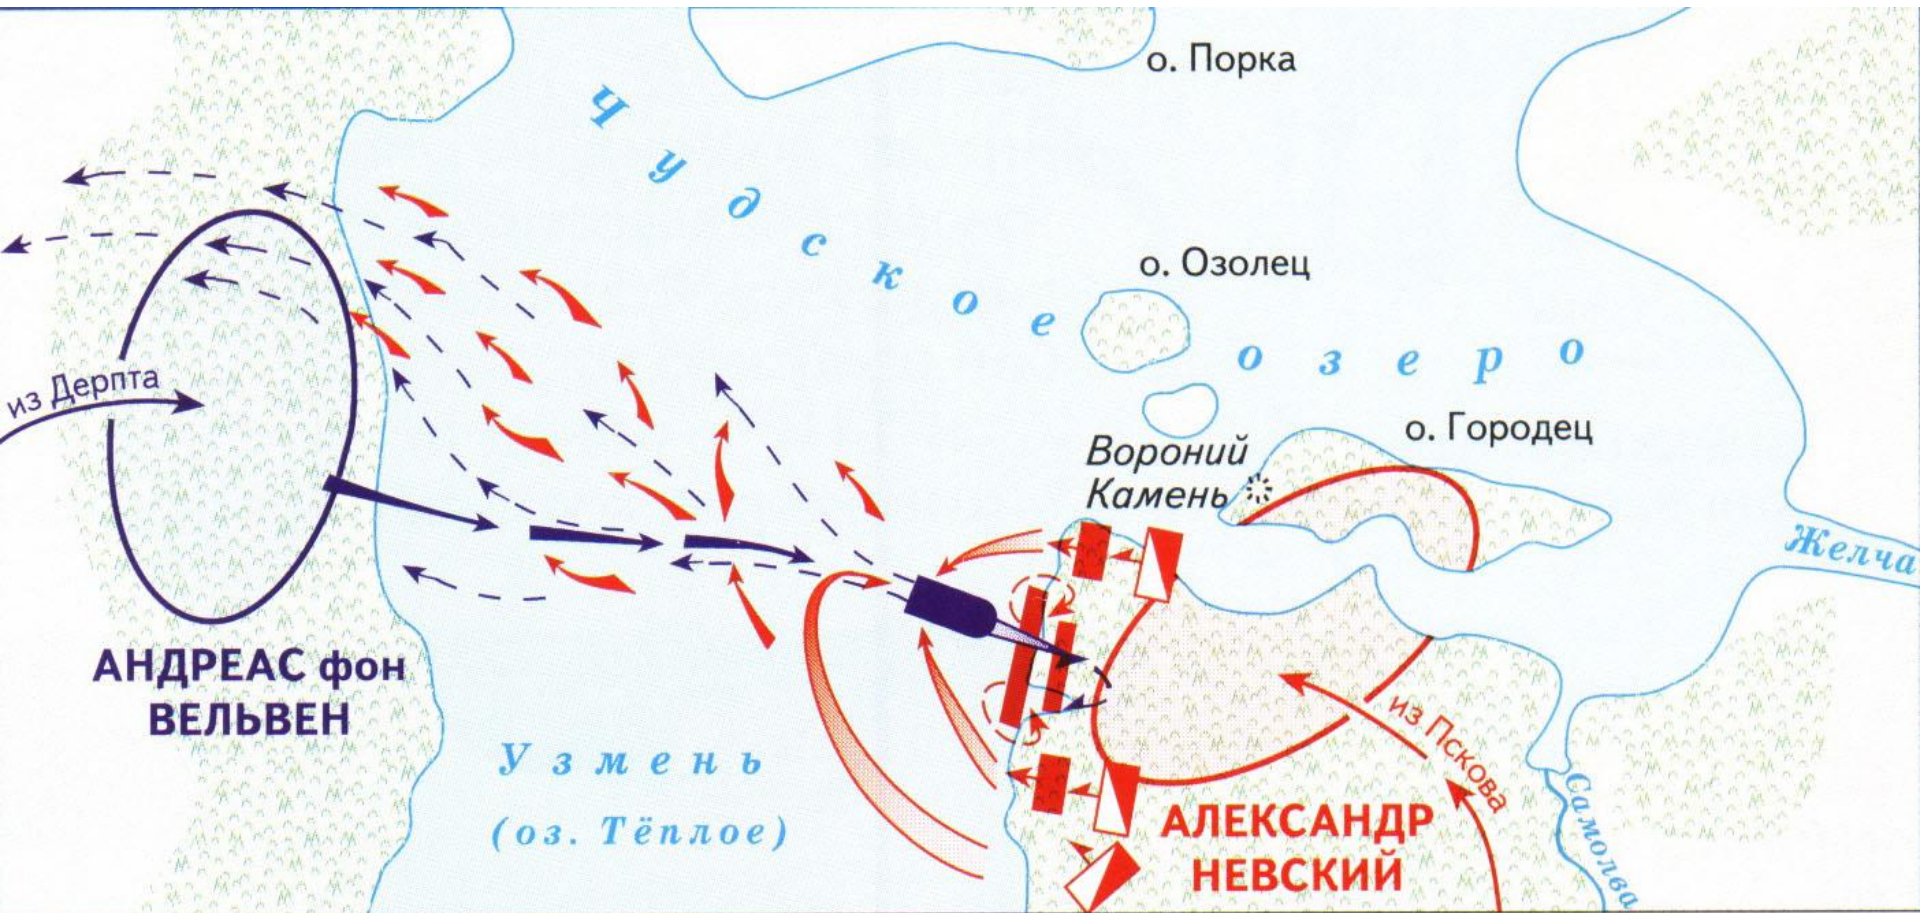 о. Порка
Чудское озеро
о. Озолец
о. Городец
Вороний
Камень
Желча
из Дерпта
АНДРЕАС фон
ВЕЛЬВЕН
Узмень
(оз. Тёплое)
из Пскова
АЛЕКСАНДР
НЕВСКИЙ
Самолва